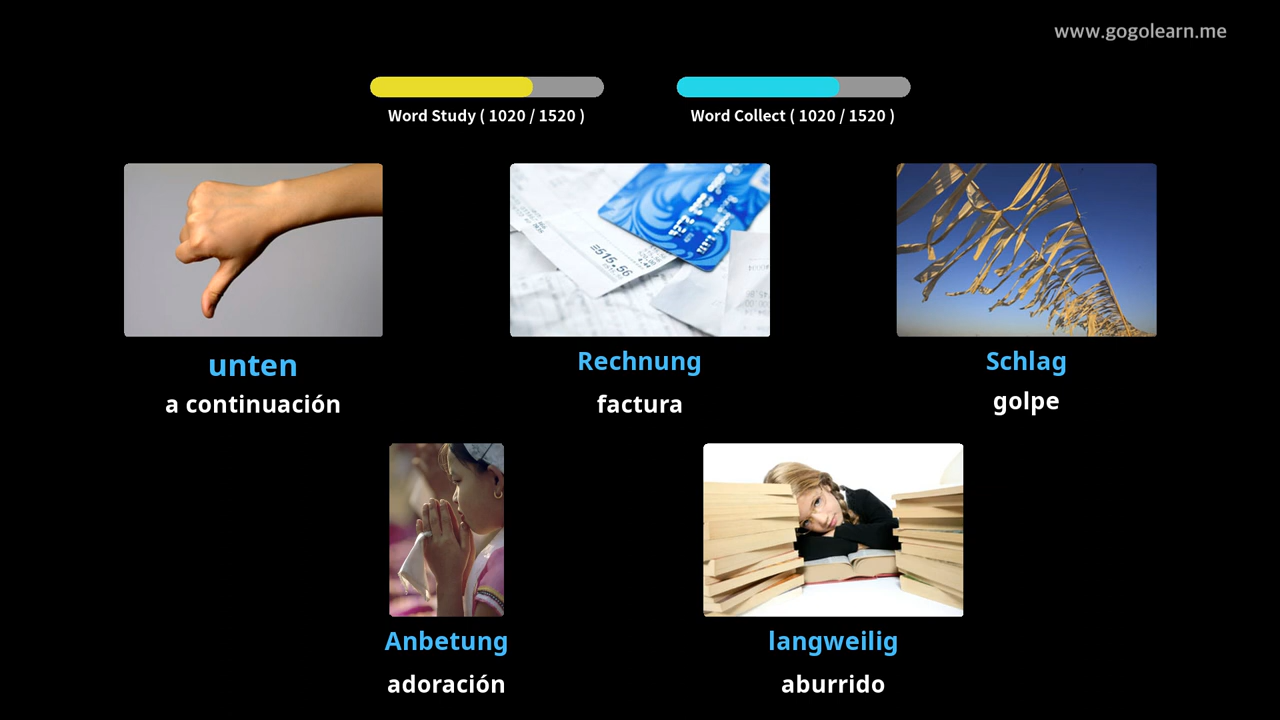 www.gogolearn.me
Word Study ( 1020 / 1520 )
Word Collect ( 1020 / 1520 )
unten
a continuación
Rechnung
factura
Schlag
golpe
Anbetung
adoración
langweilig
aburrido